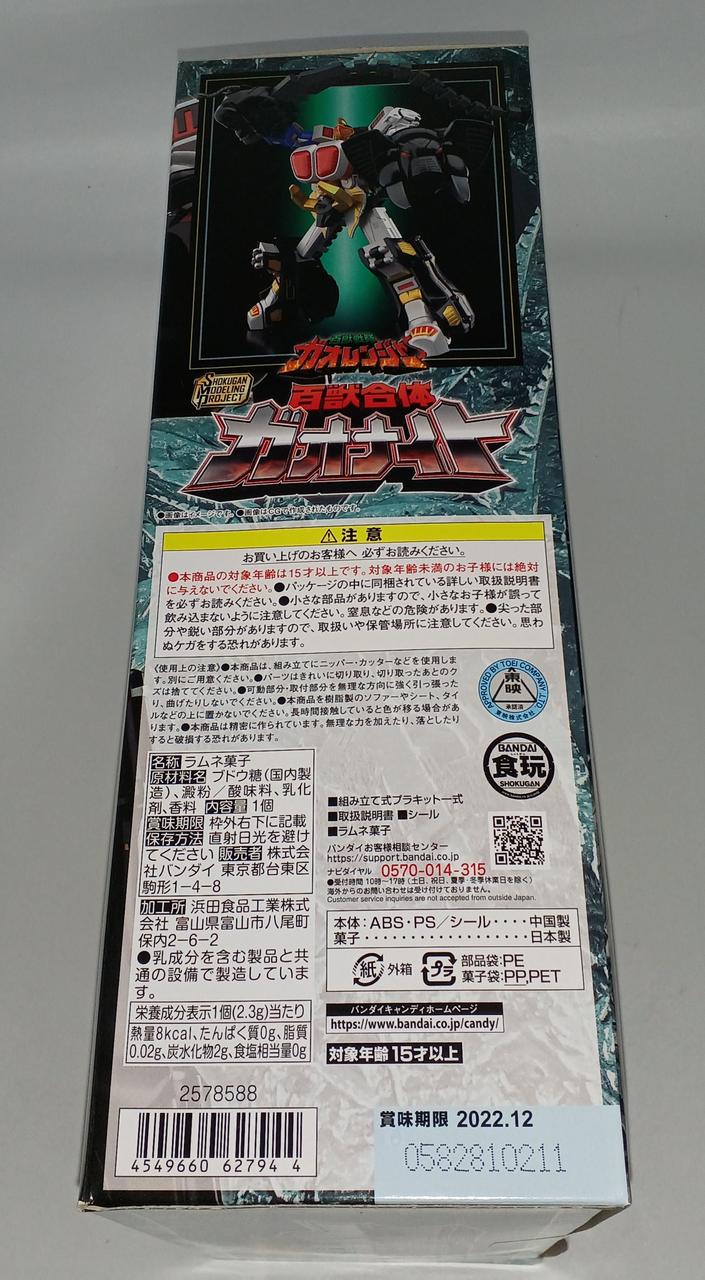 百獣戦隊
ガオレンジャー
SHOKUGAN
MODELING
PROJECT
百獣合体
ガオナイト
●画像はイメージです。●画像はCGで作成されたものです。
⚠注意
お買い上げのお客様へ 必ずお読みください。
●本商品の対象年齢は15才以上です。対象年齢未満のお子様には絶対
に与えないでください。●パッケージの中に同梱されている詳しい取扱説明書
を必ずお読みください。●小さな部品がありますので、小さなお子様が誤って
飲み込まないように注意してください。窒息などの危険があります。●尖った部
分や鋭い部分がありますので、取扱いや保管場所に注意してください。思わ
ぬケガをする恐れがあります。
《使用上の注意》●本商品は、組み立てにニッパー・カッターなどを使用しま
す。別にご用意ください。●パーツはきれいに切り取り、切り取ったあとのク
ズは捨ててください。●可動部分・取付部分を無理な方向に強く引っ張った
り、曲げたりしないでください。●本商品を樹脂製のソファーやシート、タイ
ルなどの上に置かないでください。長時間接触していると色が移る場合があ
ります。●本商品は精密に作られています。無理な力を加えたり、落としたり
すると破損する恐れがあります。
APPROVED BY TOEI COMPANY, LTD
東映
承認済
東映株式会社
BANDAI
食玩
SHOKUGAN
名称 ラムネ菓子
原材料名 ブドウ糖(国内製
造)、澱粉／酸味料、乳化
剤、香料 内容量 1個
賞味期限 枠外右下に記載
保存方法 直射日光を避け
てください 販売者 株式会
社バンダイ 東京都台東区
駒形1-4-8
加工所 浜田食品工業株式
会社 富山県富山市八尾町
保内2-6-2
●乳成分を含む製品と共
通の設備で製造していま
す。
栄養成分表示1個(2.3g)当たり
熱量8kcal、たんぱく質0g、脂質
0.02g、炭水化物2g、食塩相当量0g
■組み立て式プラキット一式
■取扱説明書 ■シール
■ラムネ菓子
バンダイお客様相談センター
https://support.bandai.co.jp/
ナビダイヤル 0570-014-315
●受付時間 10時～17時(土日、祝日、夏季・冬季休業日を除く)
海外からのお問い合わせは受け付けておりません。
Customer service inquiries are not accepted from outside Japan.
本体：ABS・PS／シール････中国製
菓子････････････････日本製
紙 外箱 プラ 部品袋：PE
菓子袋：PP,PET
バンダイキャンディホームページ
https://www.bandai.co.jp/candy/
対象年齢15才以上
2578588
4549660 627944
賞味期限 2022.12
0582810211